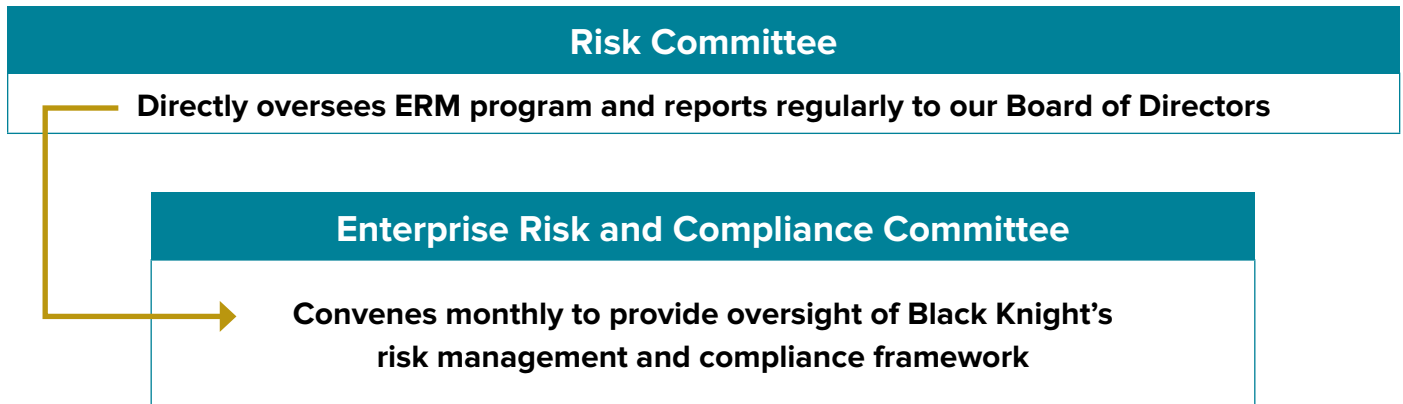 Risk Committee
Directly oversees ERM program and reports regularly to our Board of Directors
Enterprise Risk and Compliance Committee
Convenes monthly to provide oversight of Black Knight’s
risk management and compliance framework